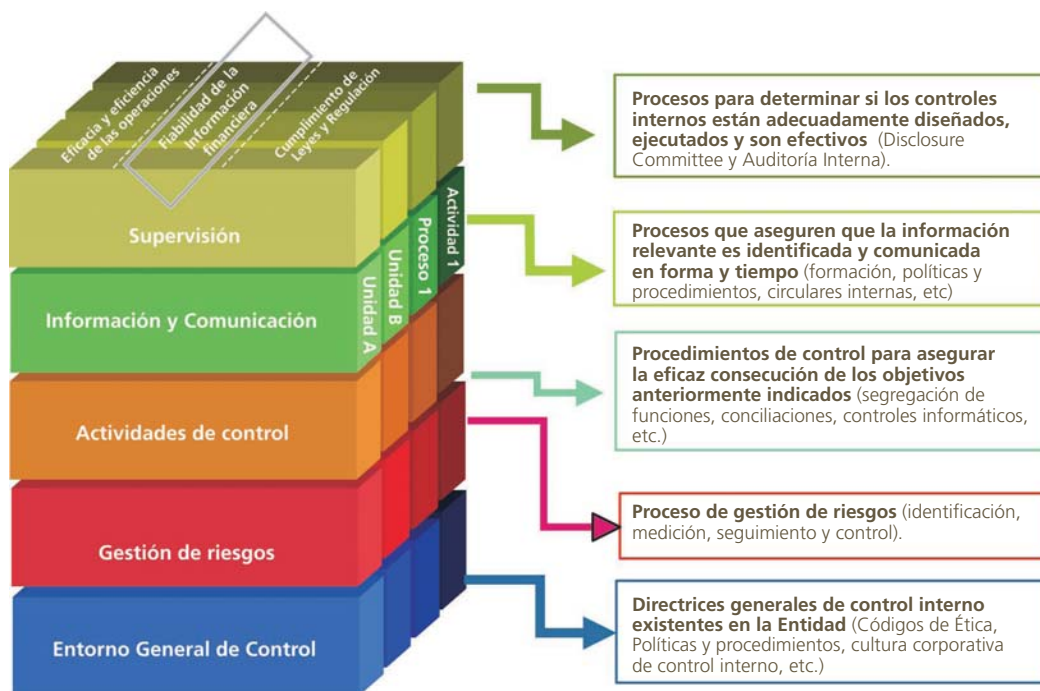 Eficacia y eficiencia
de las operaciones
Fiabilidad de la
Información
financiera
Cumplimiento de
Leyes y Regulación
Supervisión
Información y Comunicación
Actividades de control
Gestión de riesgos
Entorno General de Control
Unidad A
Unidad B
Proceso 1
Actividad 1
Procesos para determinar si los controles
internos están adecuadamente diseñados,
ejecutados y son efectivos (Disclosure
Committee y Auditoría Interna).
Procesos que aseguren que la información
relevante es identificada y comunicada
en forma y tiempo (formación, políticas y
procedimientos, circulares internas, etc)
Procedimientos de control para asegurar
la eficaz consecución de los objetivos
anteriormente indicados (segregación de
funciones, conciliaciones, controles informáticos,
etc.)
Proceso de gestión de riesgos (identificación,
medición, seguimiento y control).
Directrices generales de control interno
existentes en la Entidad (Códigos de Ética,
Políticas y procedimientos, cultura corporativa
de control interno, etc.)